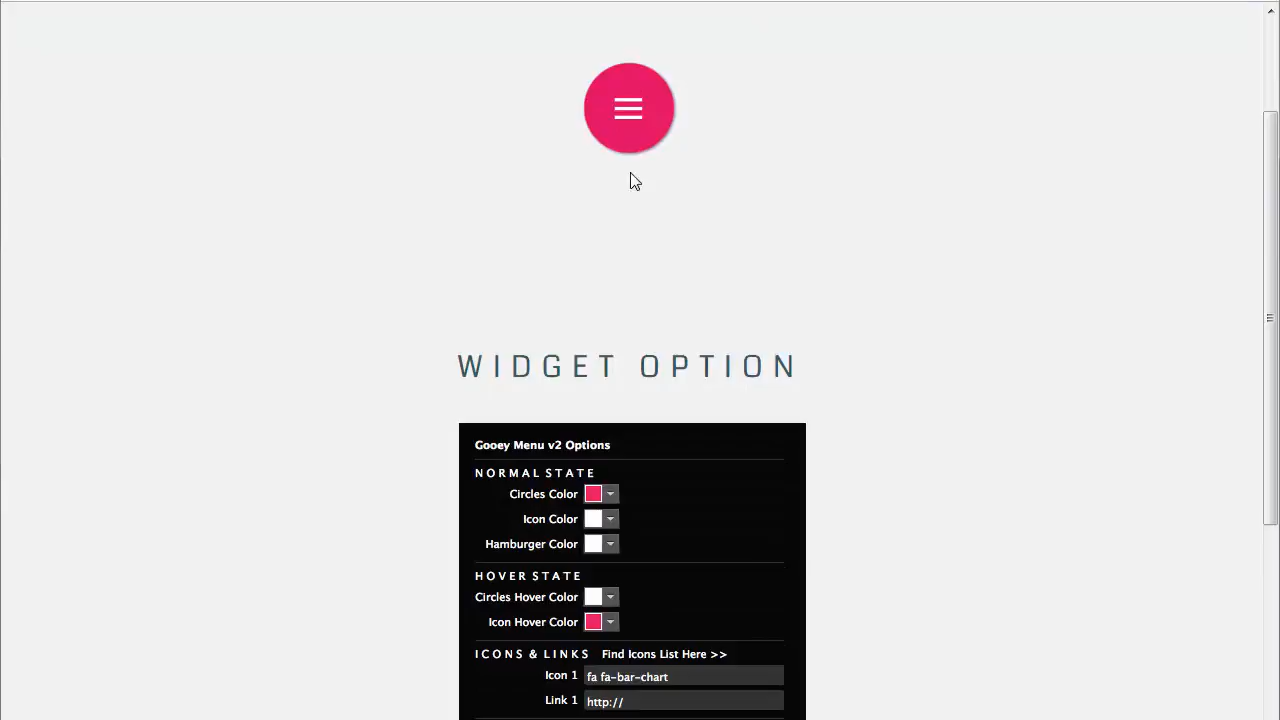 WIDGET OPTION
Gooey Menu v2 Options
NORMAL STATE
Circles Color
Icon Color
Hamburger Color
HOVER STATE
Circles Hover Color
Icon Hover Color
ICONS & LINKS Find Icons List Here >>
Icon 1 fa fa-bar-chart
Link 1 http://